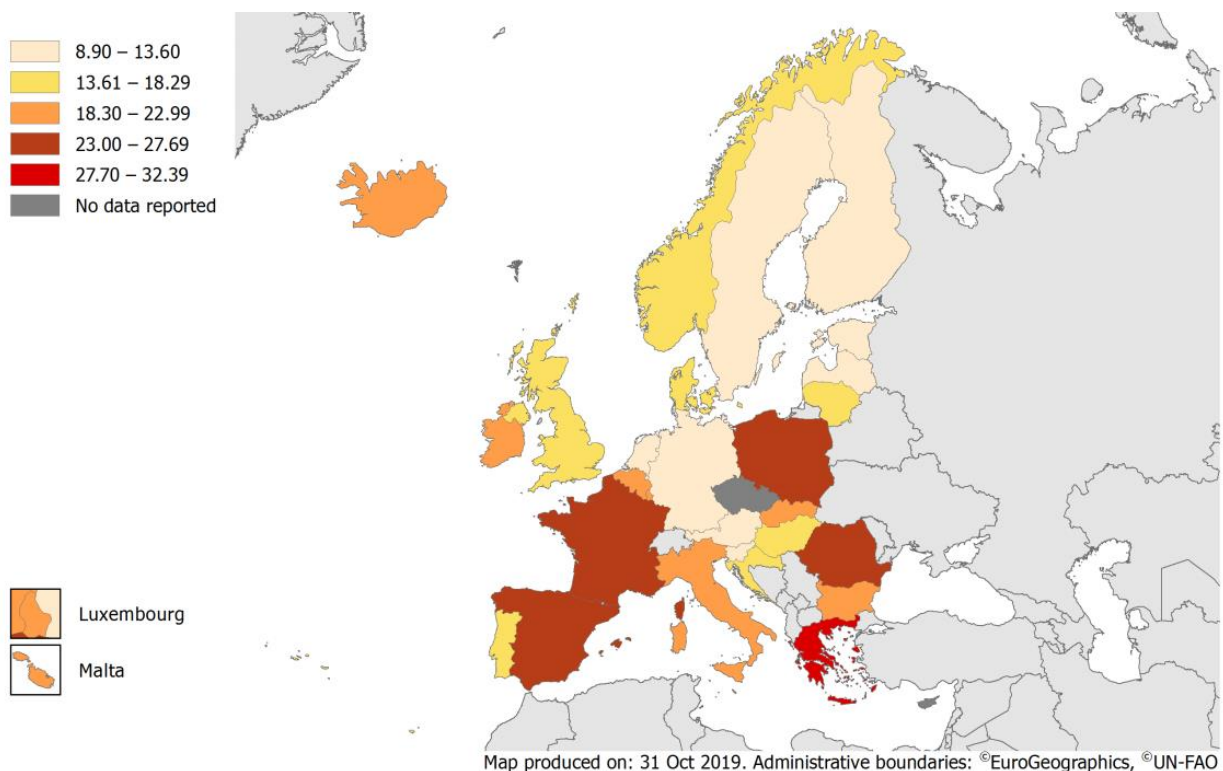 8.90 – 13.60
13.61 – 18.29
18.30 – 22.99
23.00 – 27.69
27.70 – 32.39
No data reported
Luxembourg
Malta
Map produced on: 31 Oct 2019. Administrative boundaries: ©EuroGeographics, ©UN-FAO